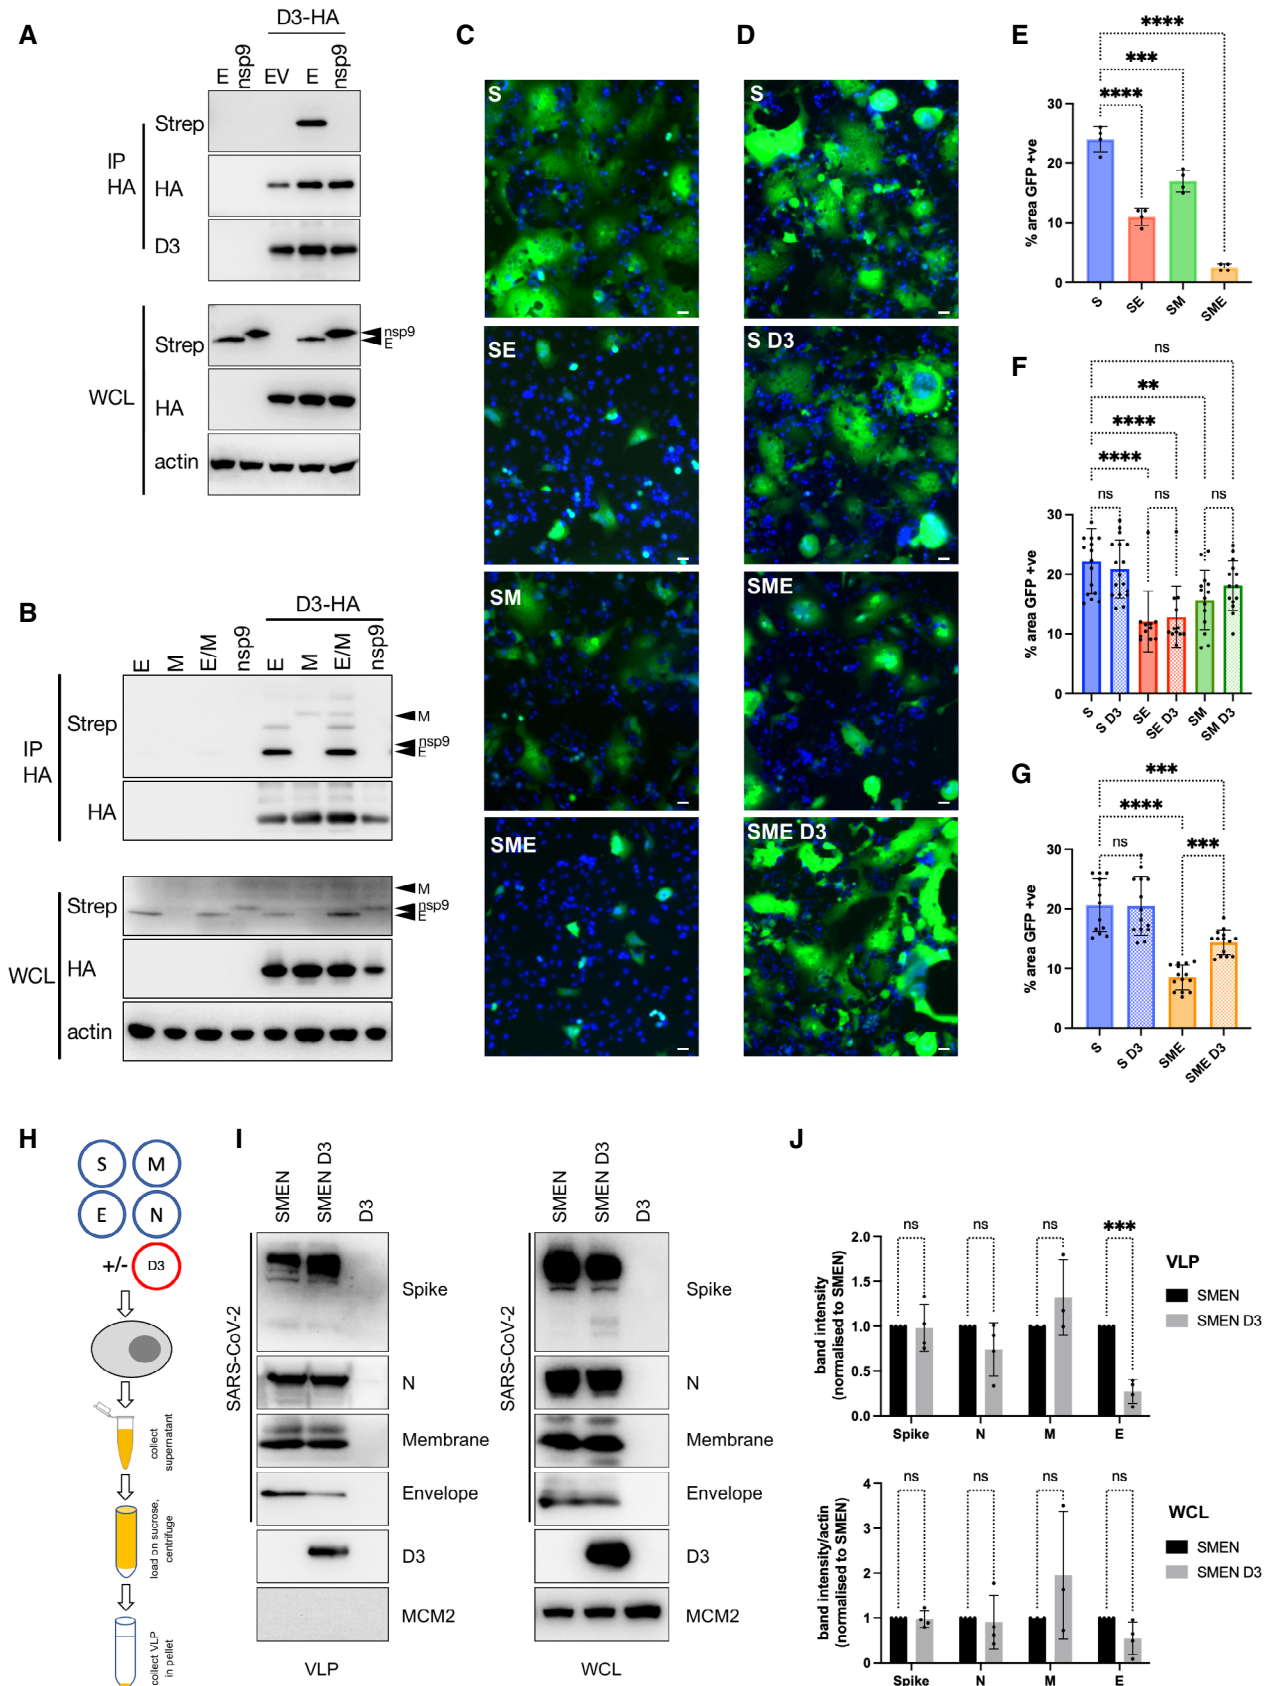 A
D3-HA
E
nsp9
EV
E
nsp9
IP
HA
Strep
HA
D3
WCL
Strep
HA
actin
nsp9
E
B
D3-HA
E
M
E/M
nsp9
E
M
E/M
nsp9
IP
HA
Strep
HA
M
nsp9
E
WCL
Strep
HA
actin
M
nsp9
E
C
S
SE
SM
SME
D
S
S D3
SME
SME D3
E
****
***
****
% area GFP +ve
30
20
10
0
S
SE
SM
SME
F
ns
**
****
****
ns
ns
ns
% area GFP +ve
30
20
10
0
S
S D3
SE
SE D3
SM
SM D3
G
***
****
ns
***
% area GFP +ve
30
20
10
0
S
S D3
SME
SME D3
H
S
M
E
N
+/-
D3
collect
supernatant
load on sucrose,
centrifuge
collect VLP
in pellet
I
SMEN
SMEN D3
D3
SARS-CoV-2
Spike
N
Membrane
Envelope
D3
MCM2
VLP
SMEN
SMEN D3
D3
SARS-CoV-2
Spike
N
Membrane
Envelope
D3
MCM2
WCL
J
ns
ns
ns
***
band intensity
(normalised to SMEN)
2.0
1.5
1.0
0.5
0.0
Spike
N
M
E
VLP
SMEN
SMEN D3
ns
ns
ns
ns
band intensity/actin
(normalised to SMEN)
4
3
2
1
0
Spike
N
M
E
WCL
SMEN
SMEN D3